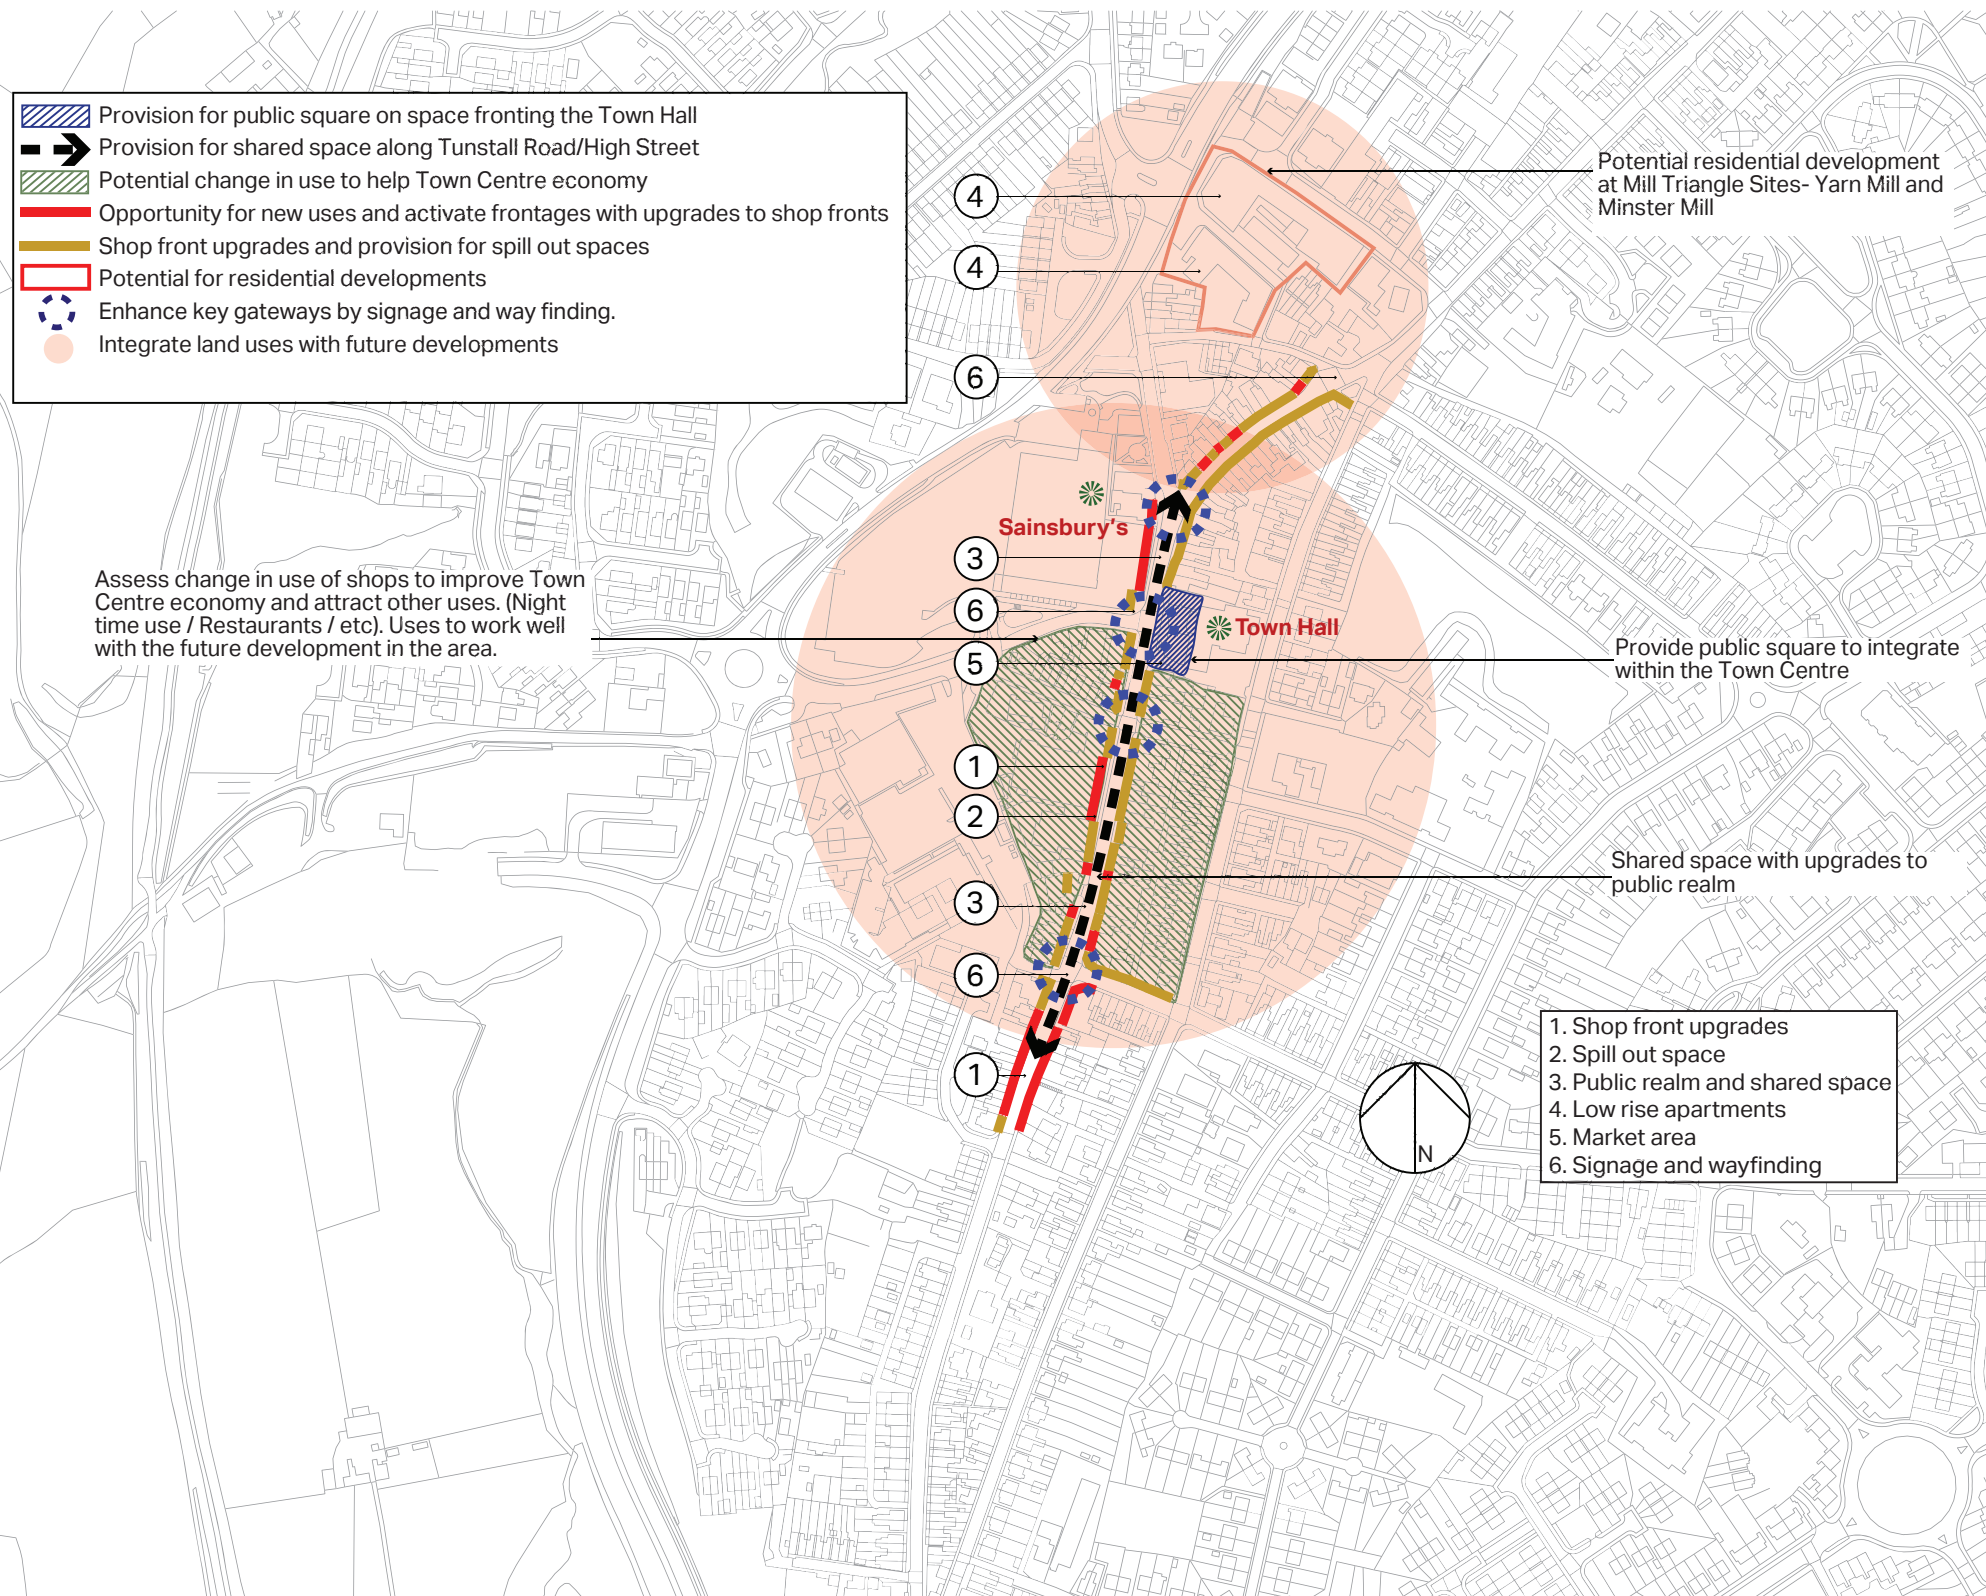 Provision for public square on space fronting the Town Hall
Provision for shared space along Tunstall Road/High Street
Potential change in use to help Town Centre economy
Opportunity for new uses and activate frontages with upgrades to shop fronts
Shop front upgrades and provision for spill out spaces
Potential for residential developments
Enhance key gateways by signage and way finding.
Integrate land uses with future developments
Potential residential development
at Mill Triangle Sites- Yarn Mill and
Minster Mill
4
4
6
Sainsbury's
3
6
Town Hall
5
Assess change in use of shops to improve Town
Centre economy and attract other uses. (Night
time use / Restaurants / etc). Uses to work well
with the future development in the area.
Provide public square to integrate
within the Town Centre
1
2
Shared space with upgrades to
public realm
3
6
1
N
1. Shop front upgrades
2. Spill out space
3. Public realm and shared space
4. Low rise apartments
5. Market area
6. Signage and wayfinding